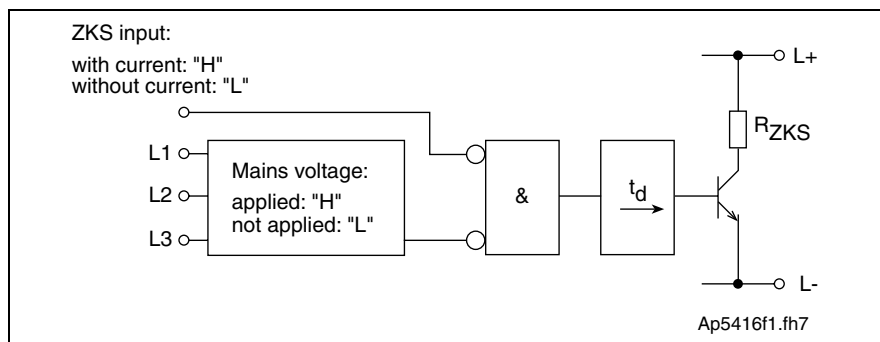 ZKS input:
with current: "H"
without current: "L"
L+
RZKS
L1
Mains voltage:
L2
applied: "H"
not applied: "L"
L3
&
td
L-
Ap5416f1.fh7